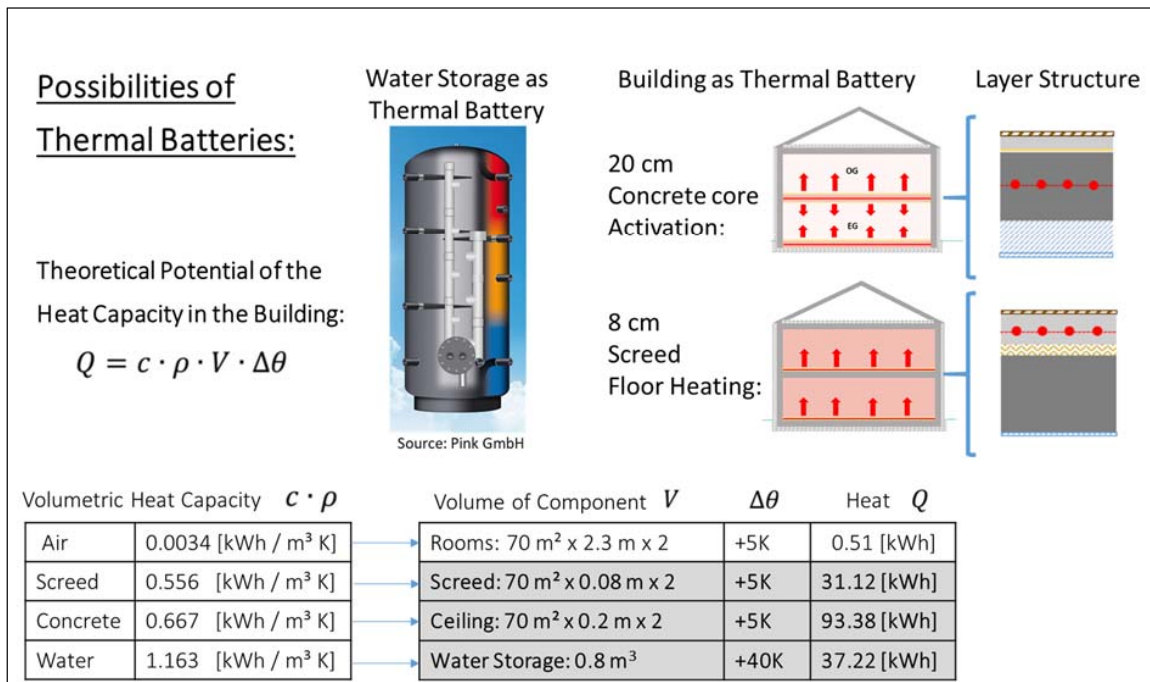 Possibilities of
Thermal Batteries:
Theoretical Potential of the
Heat Capacity in the Building:
Q = c · ρ · V · Δθ
Water Storage as
Thermal Battery
Source: Pink GmbH
Building as Thermal Battery
Layer Structure
20 cm
Concrete core
Activation:
OG
EG
8 cm
Screed
Floor Heating:
Volumetric Heat Capacity c · ρ
Volume of Component V Δθ Heat Q
Air 0.0034 [kWh / m³ K] Rooms: 70 m² x 2.3 m x 2 +5K 0.51 [kWh]
Screed 0.556 [kWh / m³ K] Screed: 70 m² x 0.08 m x 2 +5K 31.12 [kWh]
Concrete 0.667 [kWh / m³ K] Ceiling: 70 m² x 0.2 m x 2 +5K 93.38 [kWh]
Water 1.163 [kWh / m³ K] Water Storage: 0.8 m³ +40K 37.22 [kWh]